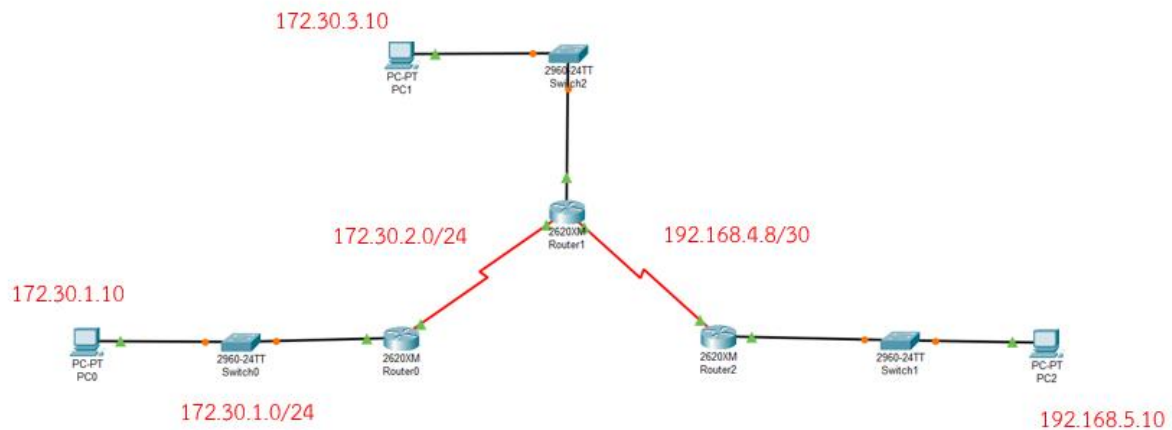 172.30.3.10
PC-PT
PC1
2960-24TT
Switch2
172.30.2.0/24
2620XM
Router1
192.168.4.8/30
172.30.1.10
PC-PT
PC0
2960-24TT
Switch0
2620XM
Router0
2620XM
Router2
2960-24TT
Switch1
PC-PT
PC2
172.30.1.0/24
192.168.5.10